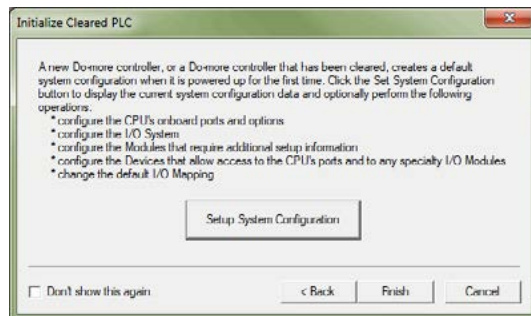 Initialize Cleared PLC
A new Do-more controller, or a Do-more controller that has been cleared, creates a default
system configuration when it is powered up for the first time. Click the Set System Configuration
button to display the current system configuration data and optionally perform the following
operations:
* configure the CPU's onboard ports and options
* configure the I/O System
* configure the Modules that require additional setup information
* configure the Devices that allow access to the CPU's ports and to any specialty I/O Modules
* change the default I/O Mapping
Setup System Configuration
Don't show this again
< Back Finish Cancel